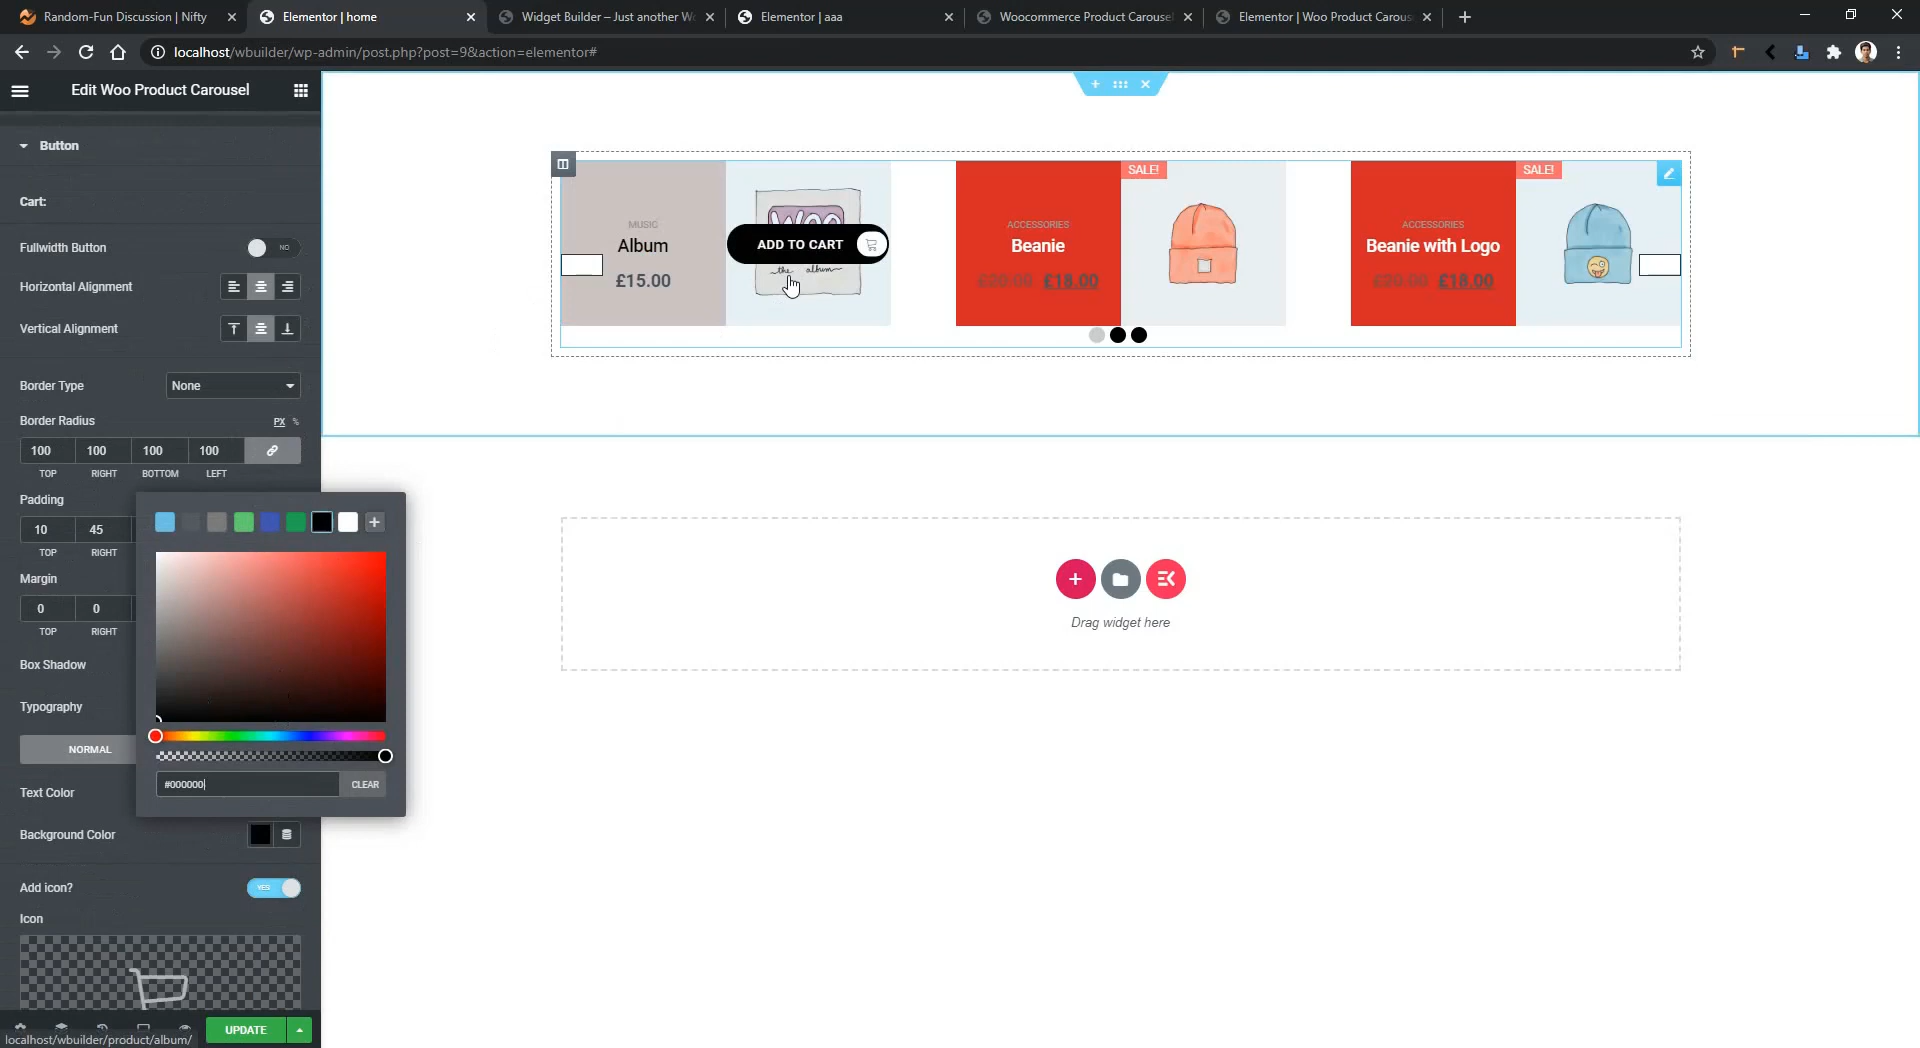 Random-Fun Discussion | Nifty
Elementor | home
Widget Builder – Just another W
Elementor | aaa
Woocommerce Product Carouse
Elementor | Woo Product Carous
localhost/wbuilder/wp-admin/post.php?post=9&action=elementor#
Edit Woo Product Carousel
Button
Cart:
Fullwidth Button
NO
Horizontal Alignment
Vertical Alignment
Border Type
None
Border Radius
PX %
100 100 100 100
TOP RIGHT BOTTOM LEFT
Padding
10 45
TOP RIGHT
Margin
0 0
TOP RIGHT
Box Shadow
Typography
NORMAL
#000000
CLEAR
Text Color
Background Color
Add icon?
YES
Icon
UPDATE
localhost/wbuilder/product/album/
MUSIC
Album
£15.00
WOO
ADD TO CART
the album
SALE!
ACCESSORIES
Beanie
£20.00 £18.00
SALE!
ACCESSORIES
Beanie with Logo
£20.00 £18.00
Drag widget here